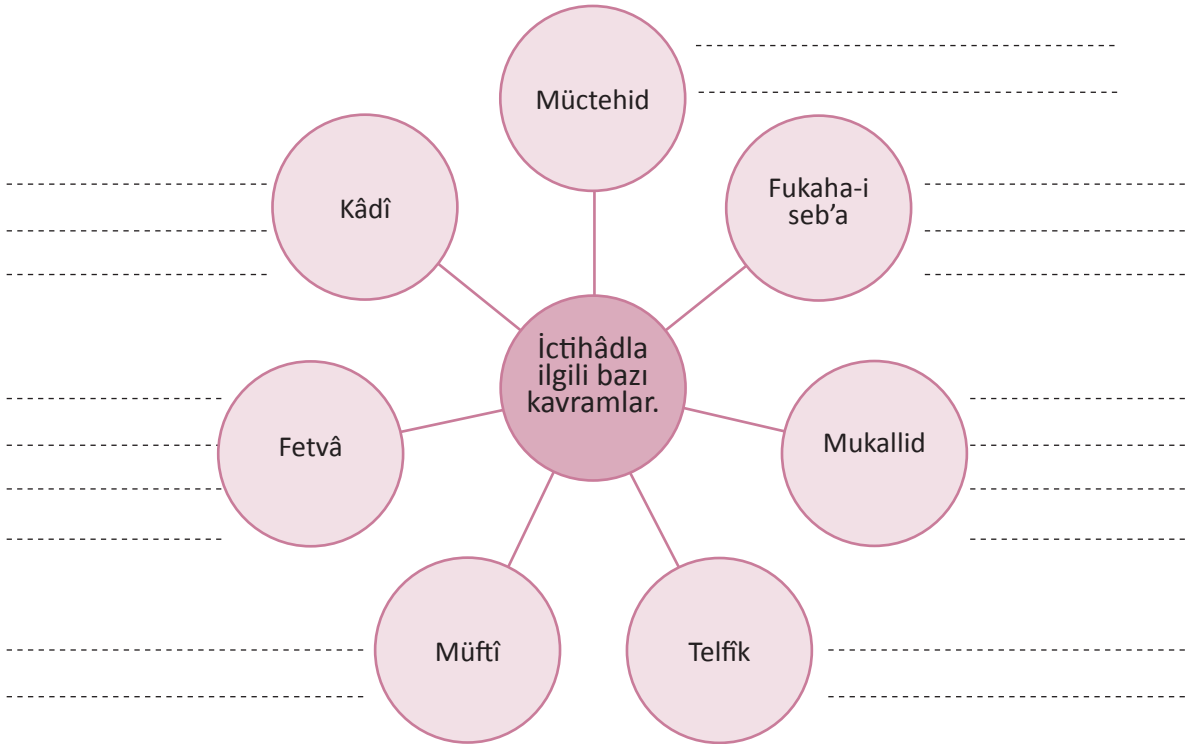 Müctehid
Kâdî
Fukaha-i
seb’a
İctihâdla
ilgili bazı
kavramlar.
Fetvâ
Mukallid
Müftî
Telfîk